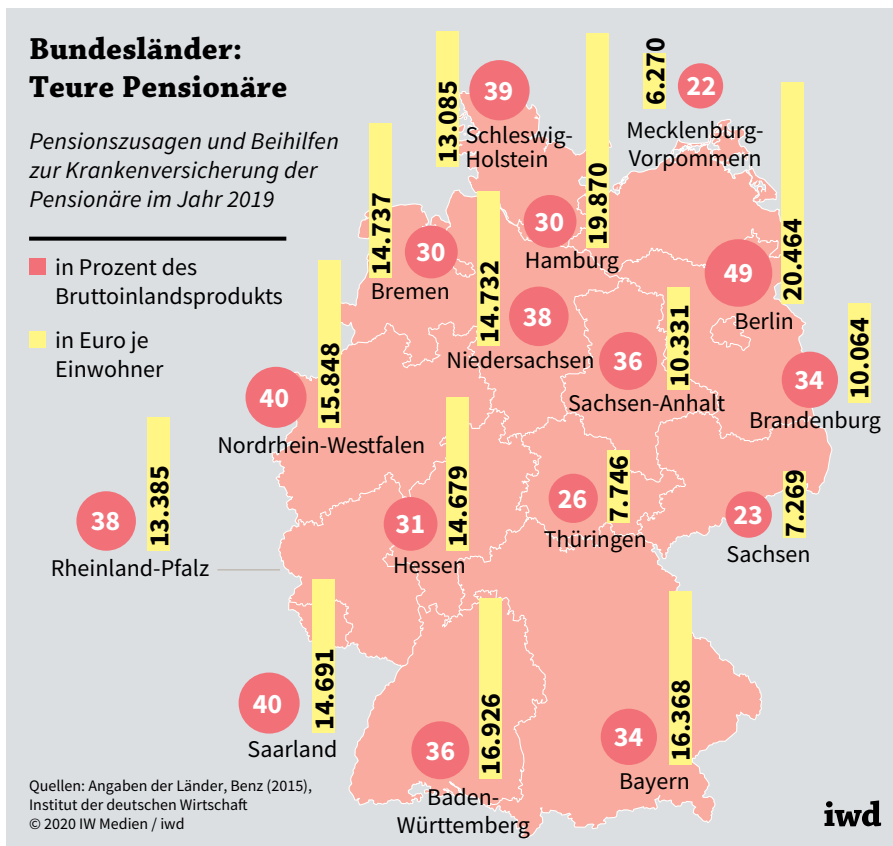 Bundesländer:
Teure Pensionäre
Pensionszusagen und Beihilfen
zur Krankenversicherung der
Pensionäre im Jahr 2019
in Prozent des
Bruttoinlandsprodukts
in Euro je
Einwohner
39
13.085
Schleswig-
Holstein
22
6.270
Mecklenburg-
Vorpommern
30
14.737
Bremen
30
19.870
Hamburg
49
20.464
Berlin
38
14.732
Niedersachsen
36
10.331
Sachsen-Anhalt
34
10.064
Brandenburg
40
15.848
Nordrhein-Westfalen
38
13.385
Rheinland-Pfalz
31
14.679
Hessen
26
7.746
Thüringen
23
7.269
Sachsen
40
14.691
Saarland
36
16.926
Baden-
Württemberg
34
16.368
Bayern
Quellen: Angaben der Länder, Benz (2015),
Institut der deutschen Wirtschaft
© 2020 IW Medien / iwd
iwd